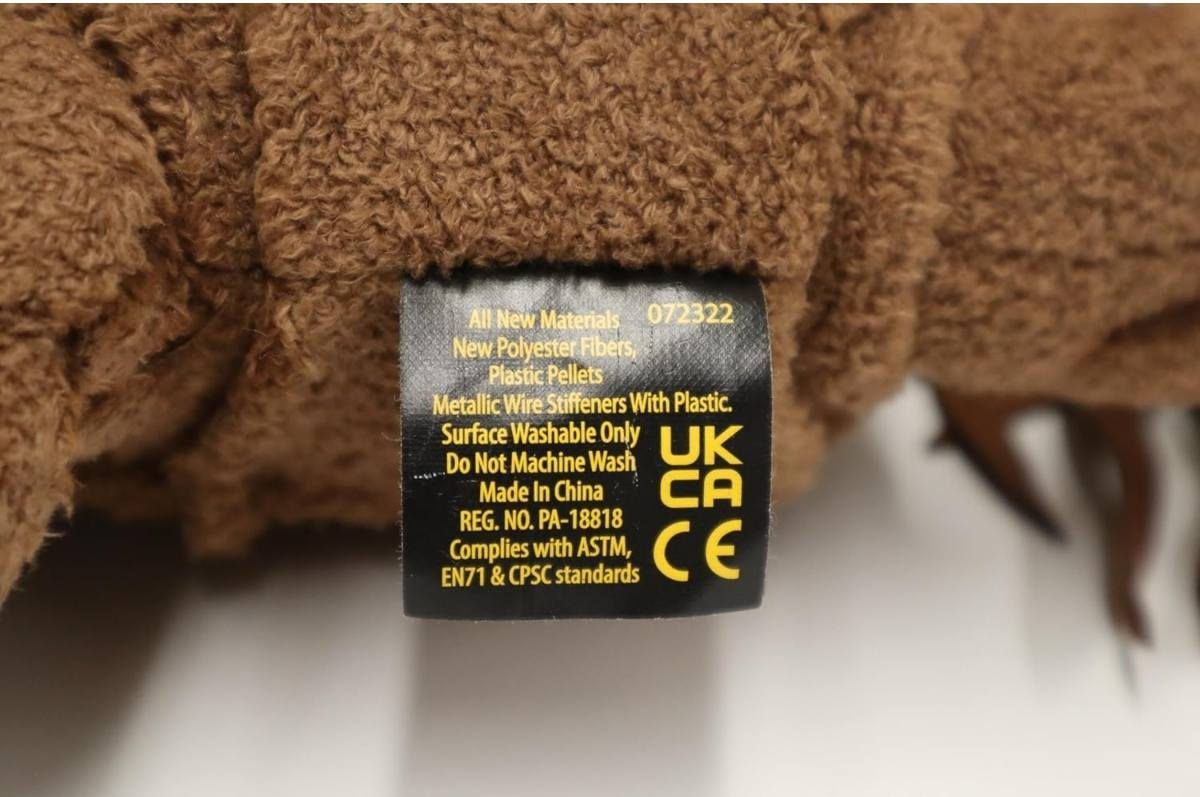 All New Materials 072322
New Polyester Fibers,
Plastic Pellets
Metallic Wire Stiffeners With Plastic.
Surface Washable Only
Do Not Machine Wash
Made In China
REG. NO. PA-18818
Complies with ASTM,
EN71 & CPSC standards
UK
CA
CE